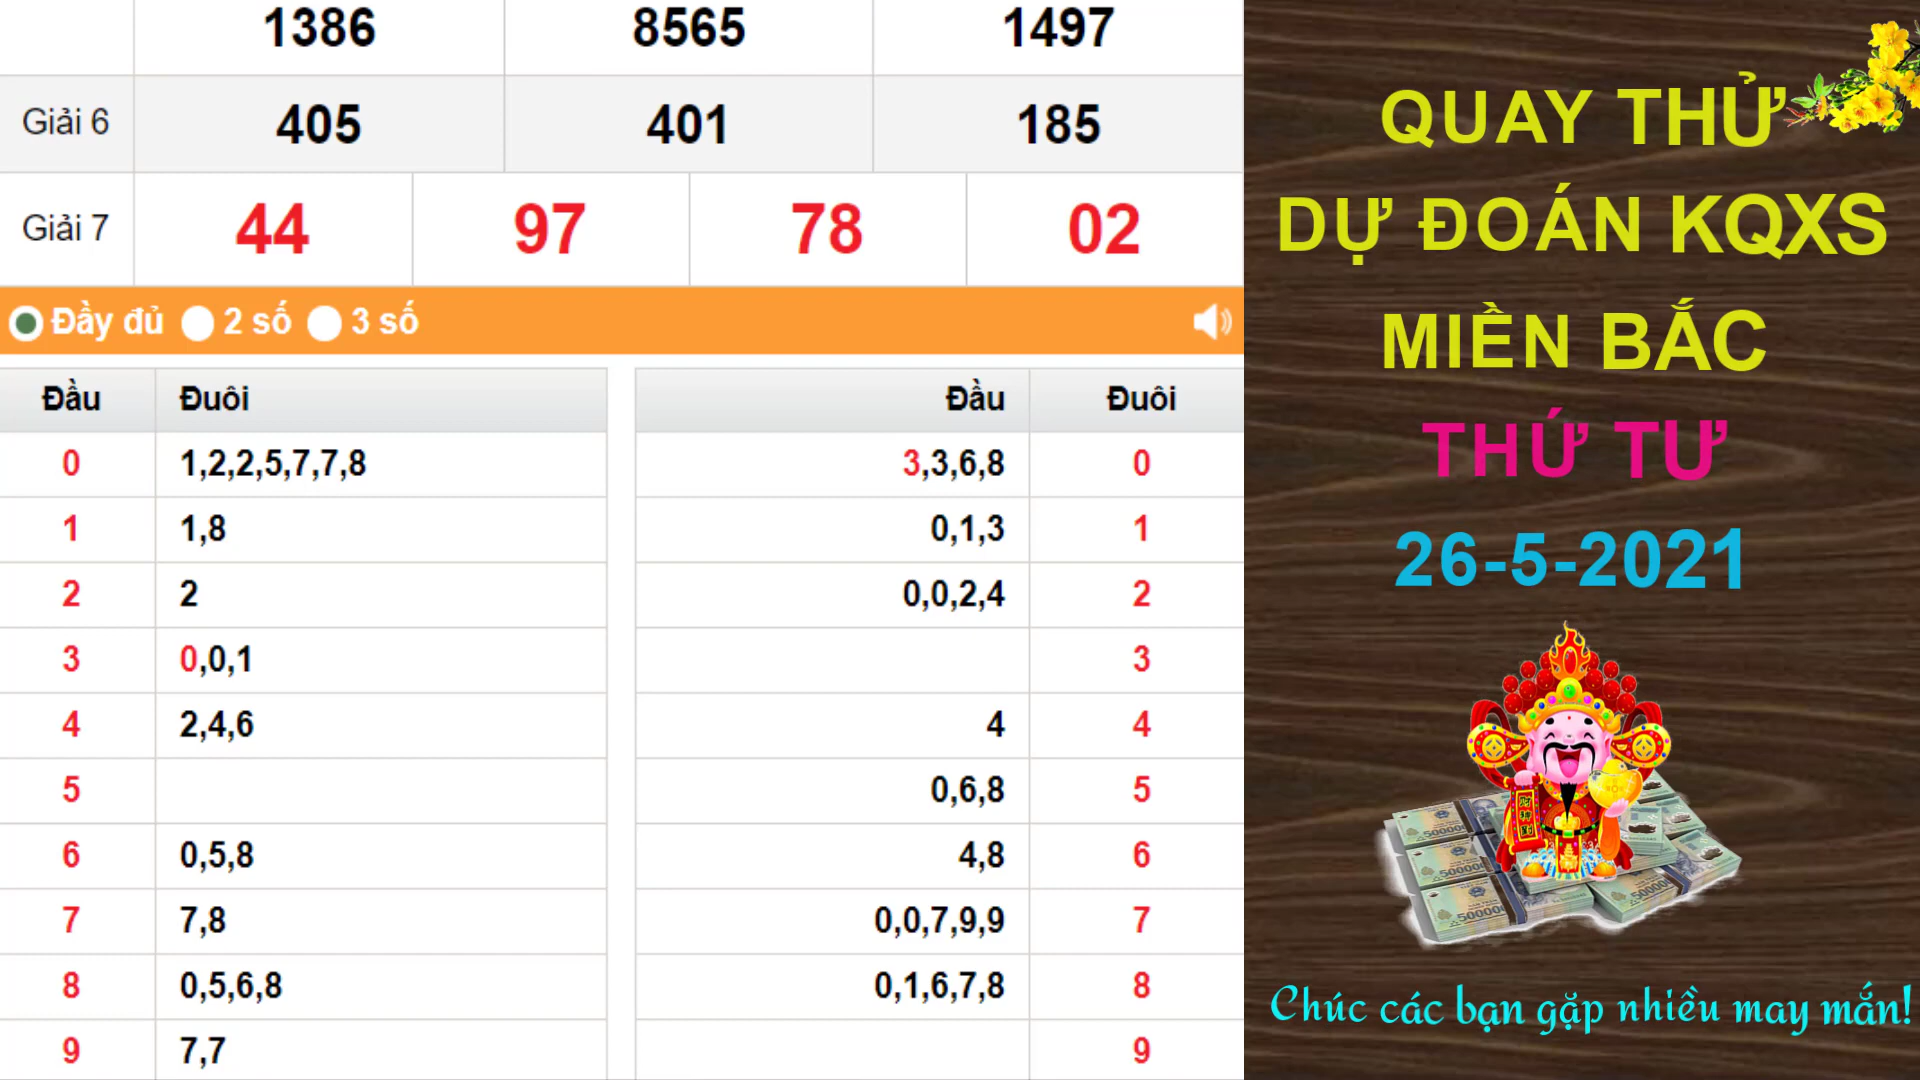 1386 8565 1497
Giải 6 405 401 185
Giải 7 44 97 78 02
Đầy đủ 2 số 3 số
Đầu Đuôi Đầu Đuôi
0 1,2,2,5,7,7,8 3,3,6,8 0
1 1,8 0,1,3 1
2 2 0,0,2,4 2
3 0,0,1 3
4 2,4,6 4 4
5 0,6,8 5
6 0,5,8 4,8 6
7 7,8 0,0,7,9,9 7
8 0,5,6,8 0,1,6,7,8 8
9 7,7 9
QUAY THỬ
DỰ ĐOÁN KQXS
MIỀN BẮC
THỨ TƯ
26-5-2021
Chúc các bạn gặp nhiều may mắn!